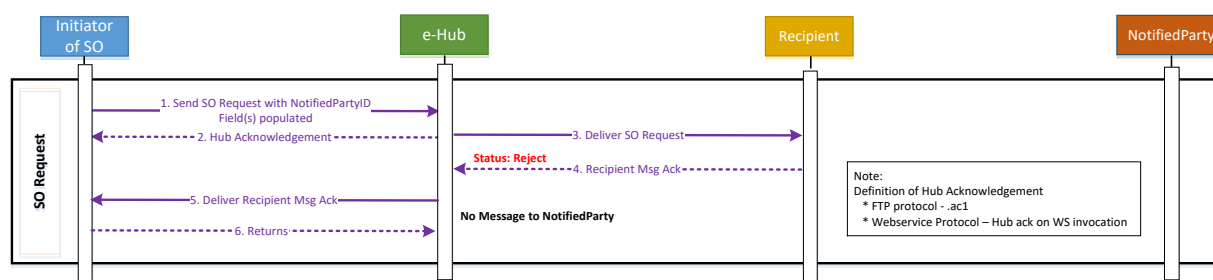 Initiator
of SO
e-Hub
Recipient
NotifiedParty
SO Request
1. Send SO Request with NotifiedPartyID
Field(s) populated
2. Hub Acknowledgement
3. Deliver SO Request
Status: Reject
4. Recipient Msg Ack
5. Deliver Recipient Msg Ack
No Message to NotifiedParty
6. Returns
Note:
Definition of Hub Acknowledgement
* FTP protocol - .ac1
* Webservice Protocol – Hub ack on WS invocation